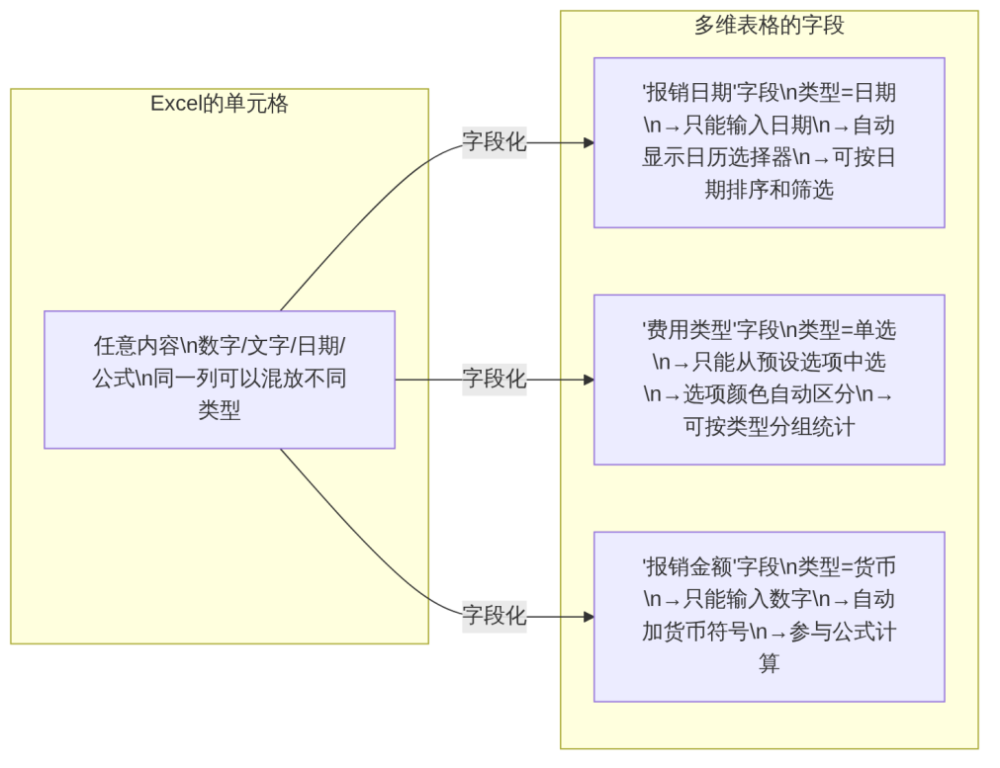 Excel的单元格
任意内容\n数字/文字/日期/
公式\n同一列可以混放不同
类型
字段化
字段化
字段化
多维表格的字段
'报销日期'字段\n类型=日期
\n→只能输入日期\n→自动
显示日历选择器\n→可按日
期排序和筛选
'费用类型'字段\n类型=单选
\n→只能从预设选项中选
\n→选项颜色自动区分\n→
可按类型分组统计
'报销金额'字段\n类型=货币
\n→只能输入数字\n→自动
加货币符号\n→参与公式计
算